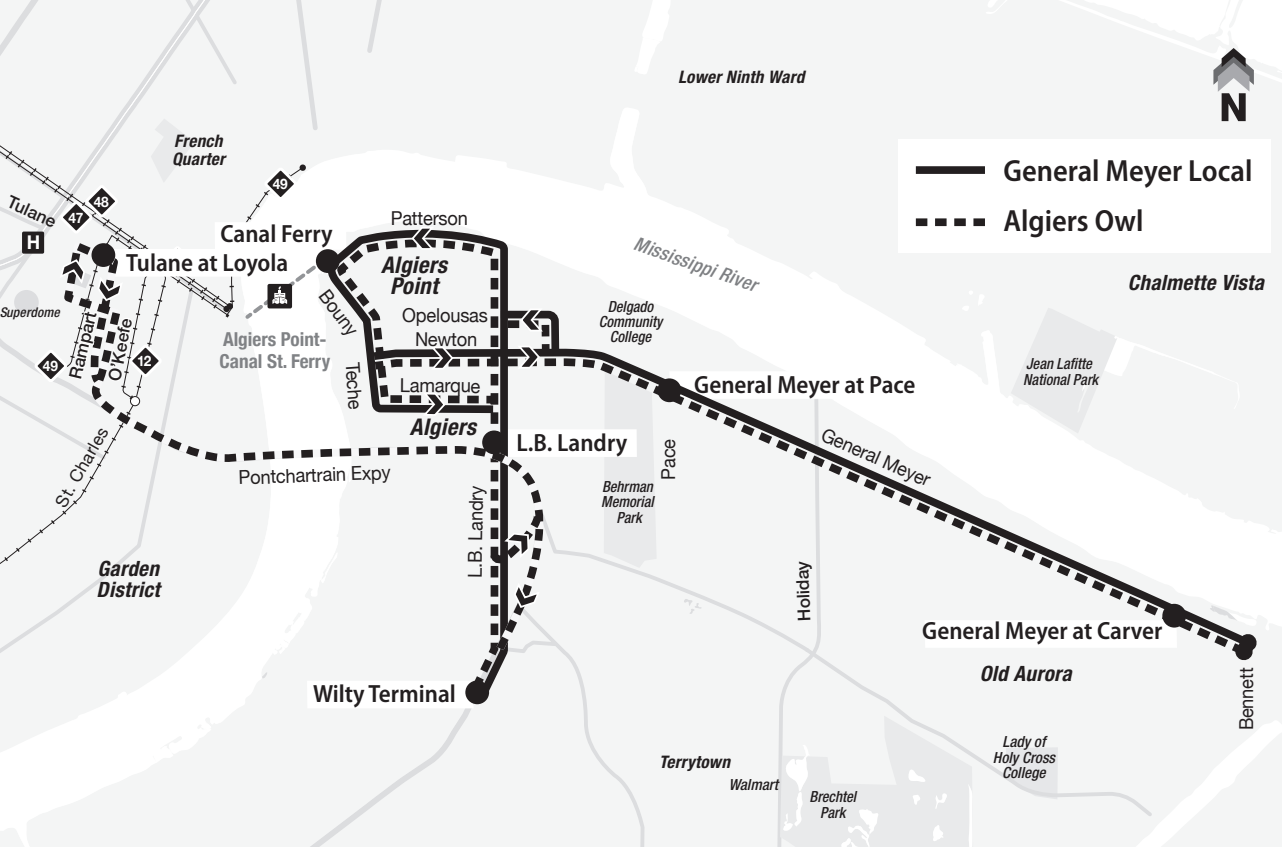 Lower Ninth Ward
N
French
Quarter
General Meyer Local
Algiers Owl
49
48
47
Tulane
H
Patterson
Canal Ferry
Tulane at Loyola
Algiers
Point
Mississippi River
Chalmette Vista
Superdome
Rampart
O'Keefe
49
12
Bouny
Algiers Point-
Canal St. Ferry
Opelousas
Newton
Delgado
Community
College
Jean Lafitte
National Park
Teche
Lamarque
Algiers
General Meyer at Pace
L.B. Landry
Pace
General Meyer
St. Charles
Pontchartrain Expy
L.B. Landry
Behrman
Memorial
Park
Garden
District
Holiday
General Meyer at Carver
Old Aurora
Bennett
Wilty Terminal
Terrytown
Walmart
Brechtel
Park
Lady of
Holy Cross
College